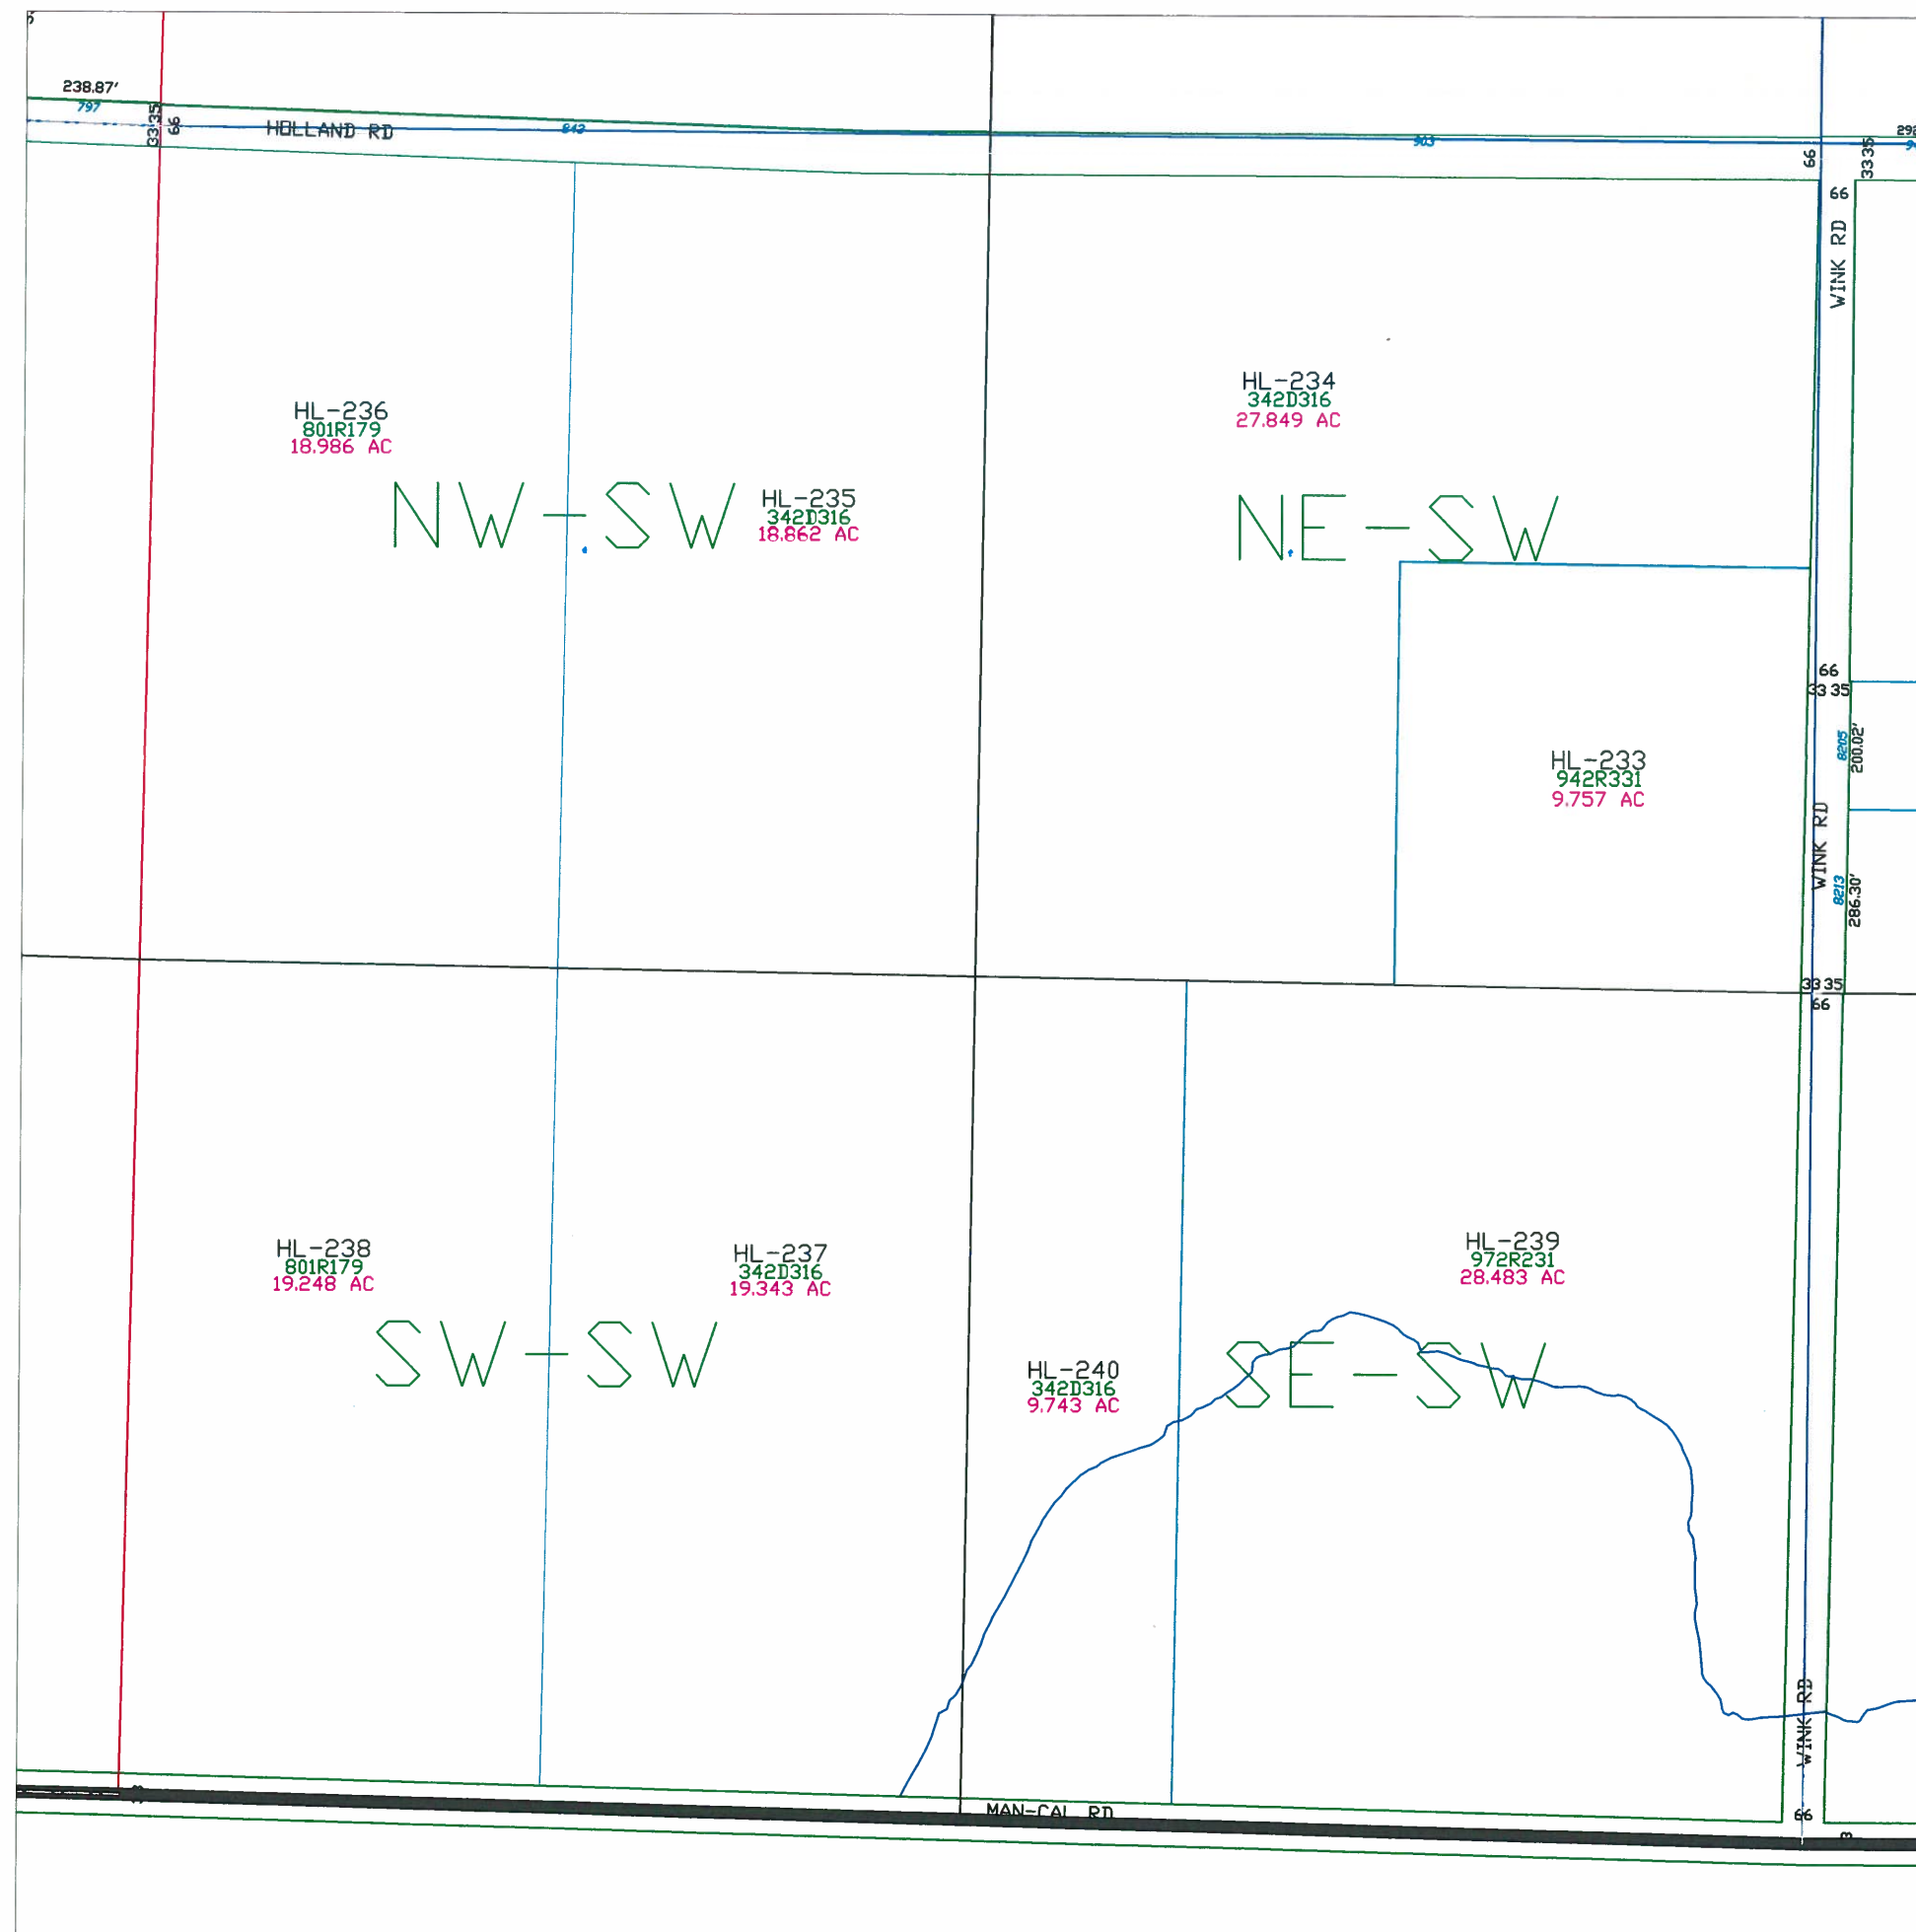 238.87'
797
33 35
66
HOLLAND RD
843
903
66
33 35
292
66
WINK RD
HL-234
342D316
27.849 AC
HL-236
801R179
18.986 AC
NW-SW
HL-235
342D316
18.862 AC
NE-SW
66
33 35
8205
200.02'
HL-233
942R331
9.757 AC
WINK RD
8213
286.30'
33 35
66
HL-238
801R179
19.248 AC
HL-237
342D316
19.343 AC
HL-239
972R231
28.483 AC
SW-SW
HL-240
342D316
9.743 AC
SE-SW
WINK RD
MAN-CAL RD
66